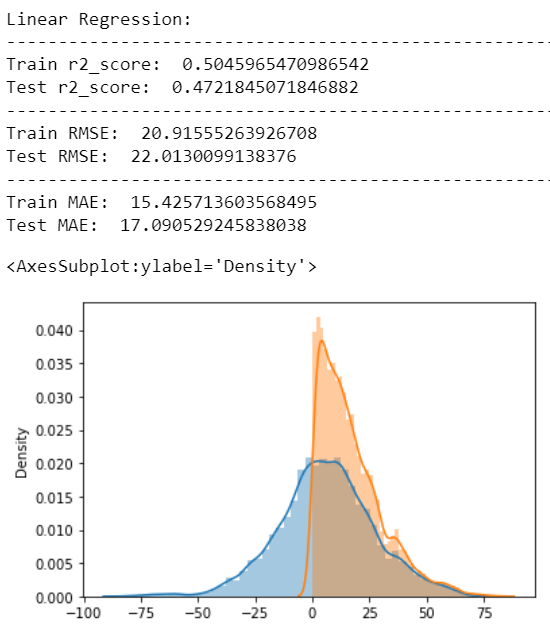 Linear Regression:
------------------------------------------------------
Train r2_score:  0.5045965470986542
Test r2_score:  0.4721845071846882
------------------------------------------------------
Train RMSE:  20.91555263926708
Test RMSE:  22.0130099138376
------------------------------------------------------
Train MAE:  15.425713603568495
Test MAE:  17.090529245838038
<AxesSubplot:ylabel='Density'>
0.040
0.035
0.030
0.025
0.020
0.015
0.010
0.005
0.000
Density
−100 −75 −50 −25 0 25 50 75